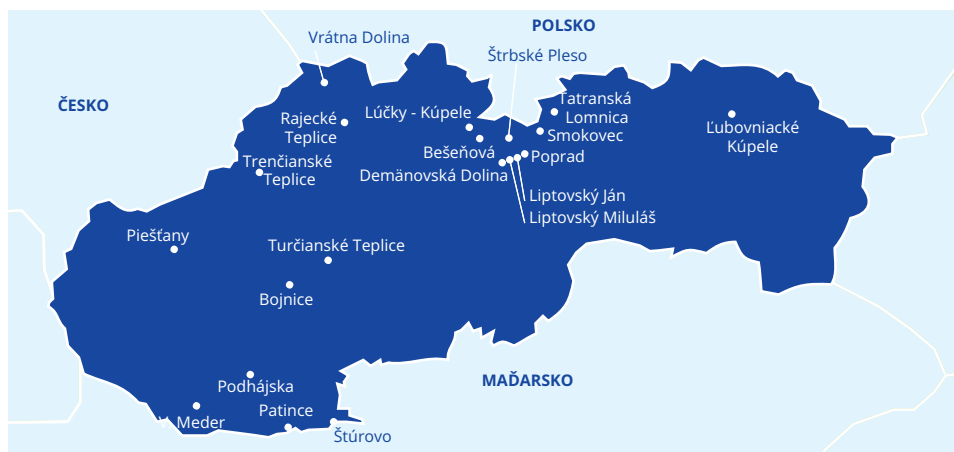 POLSKO
Vrátna Dolina
Štrbské Pleso
ČESKO
Tatranská
Lomnica
Lúčky - Kúpele
Rajecké
Teplice
Smokovec
Ľubovniacké
Kúpele
Bešeňová
Poprad
Trenčianské
Teplice
Demänovská Dolina
Liptovský Ján
Liptovský Miluláš
Piešťany
Turčianské Teplice
Bojnice
MAĎARSKO
Podhájska
Patince
V. Meder
Štúrovo